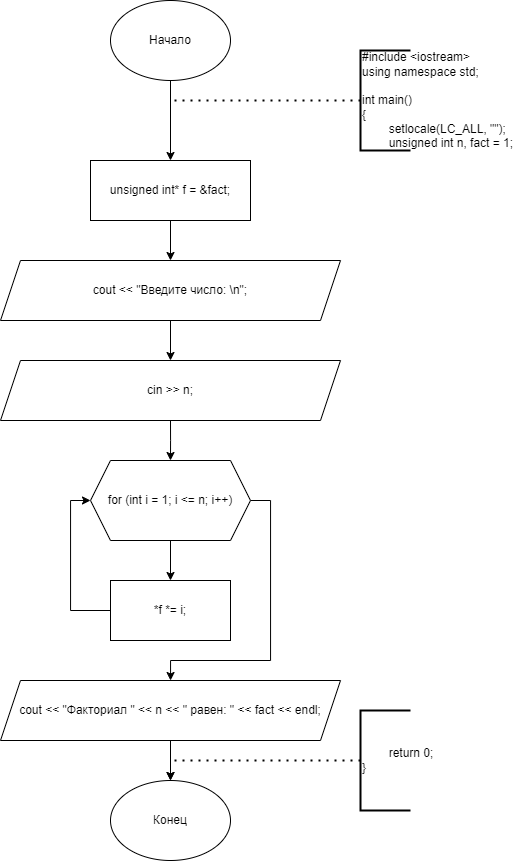 Начало
#include <iostream>
using namespace std;
int main()
{
setlocale(LC_ALL, "");
unsigned int n, fact = 1;
unsigned int* f = &fact;
cout << "Введите число: \n";
cin >> n;
for (int i = 1; i <= n; i++)
*f *= i;
cout << "Факториал " << n << " равен: " << fact << endl;
return 0;
}
Конец